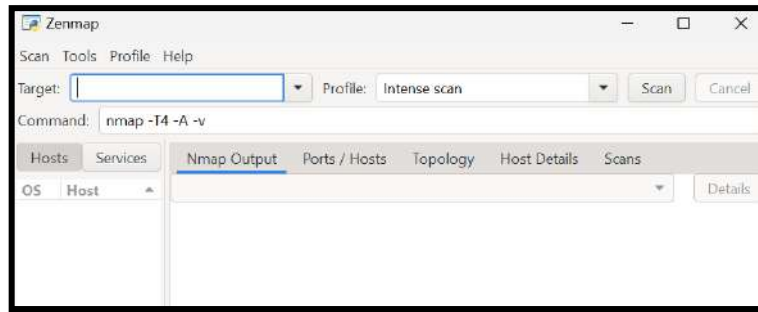 Zenmap
Scan Tools Profile Help
Target: Profile: Intense scan Scan Cancel
Command: nmap -T4 -A -v
Hosts Services Nmap Output Ports / Hosts Topology Host Details Scans
OS Host Details